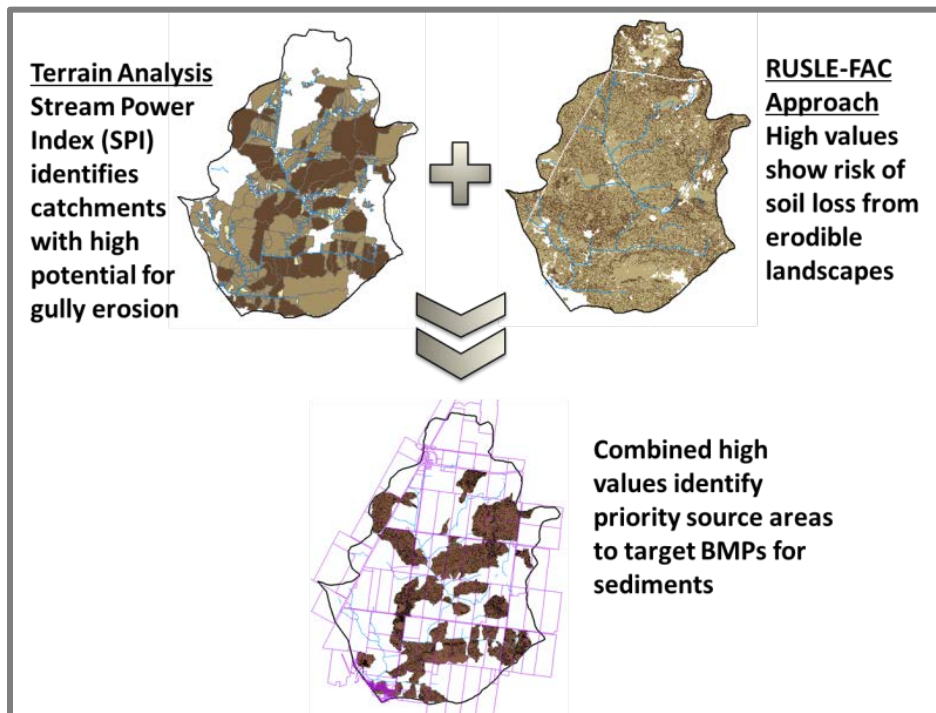 Terrain Analysis
Stream Power
Index (SPI)
identifies
catchments
with high
potential for
gully erosion
RUSLE-FAC
Approach
High values
show risk of
soil loss from
erodible
landscapes
Combined high
values identify
priority source areas
to target BMPs for
sediments